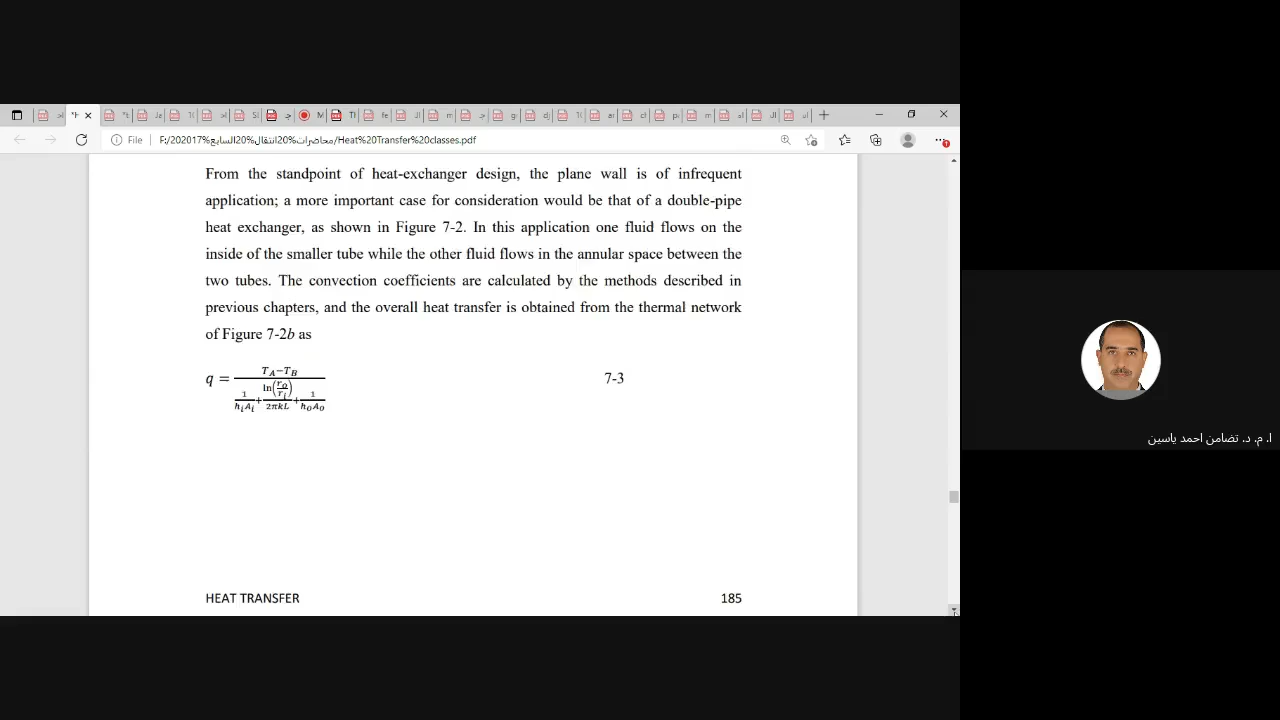 File
F:/202017%محاضرات%20انتقال%20السابع/Heat%20Transfer%20classes.pdf
From the standpoint of heat-exchanger design, the plane wall is of infrequent
application; a more important case for consideration would be that of a double-pipe
heat exchanger, as shown in Figure 7-2. In this application one fluid flows on the
inside of the smaller tube while the other fluid flows in the annular space between the
two tubes. The convection coefficients are calculated by the methods described in
previous chapters, and the overall heat transfer is obtained from the thermal network
of Figure 7-2b as
q = (T_A−T_B) / (1/(h_i A_i) + ln(r_o/r_i)/(2πkL) + 1/(h_o A_o)) 7-3
HEAT TRANSFER 185
ا. م. د. تضامن احمد ياسين